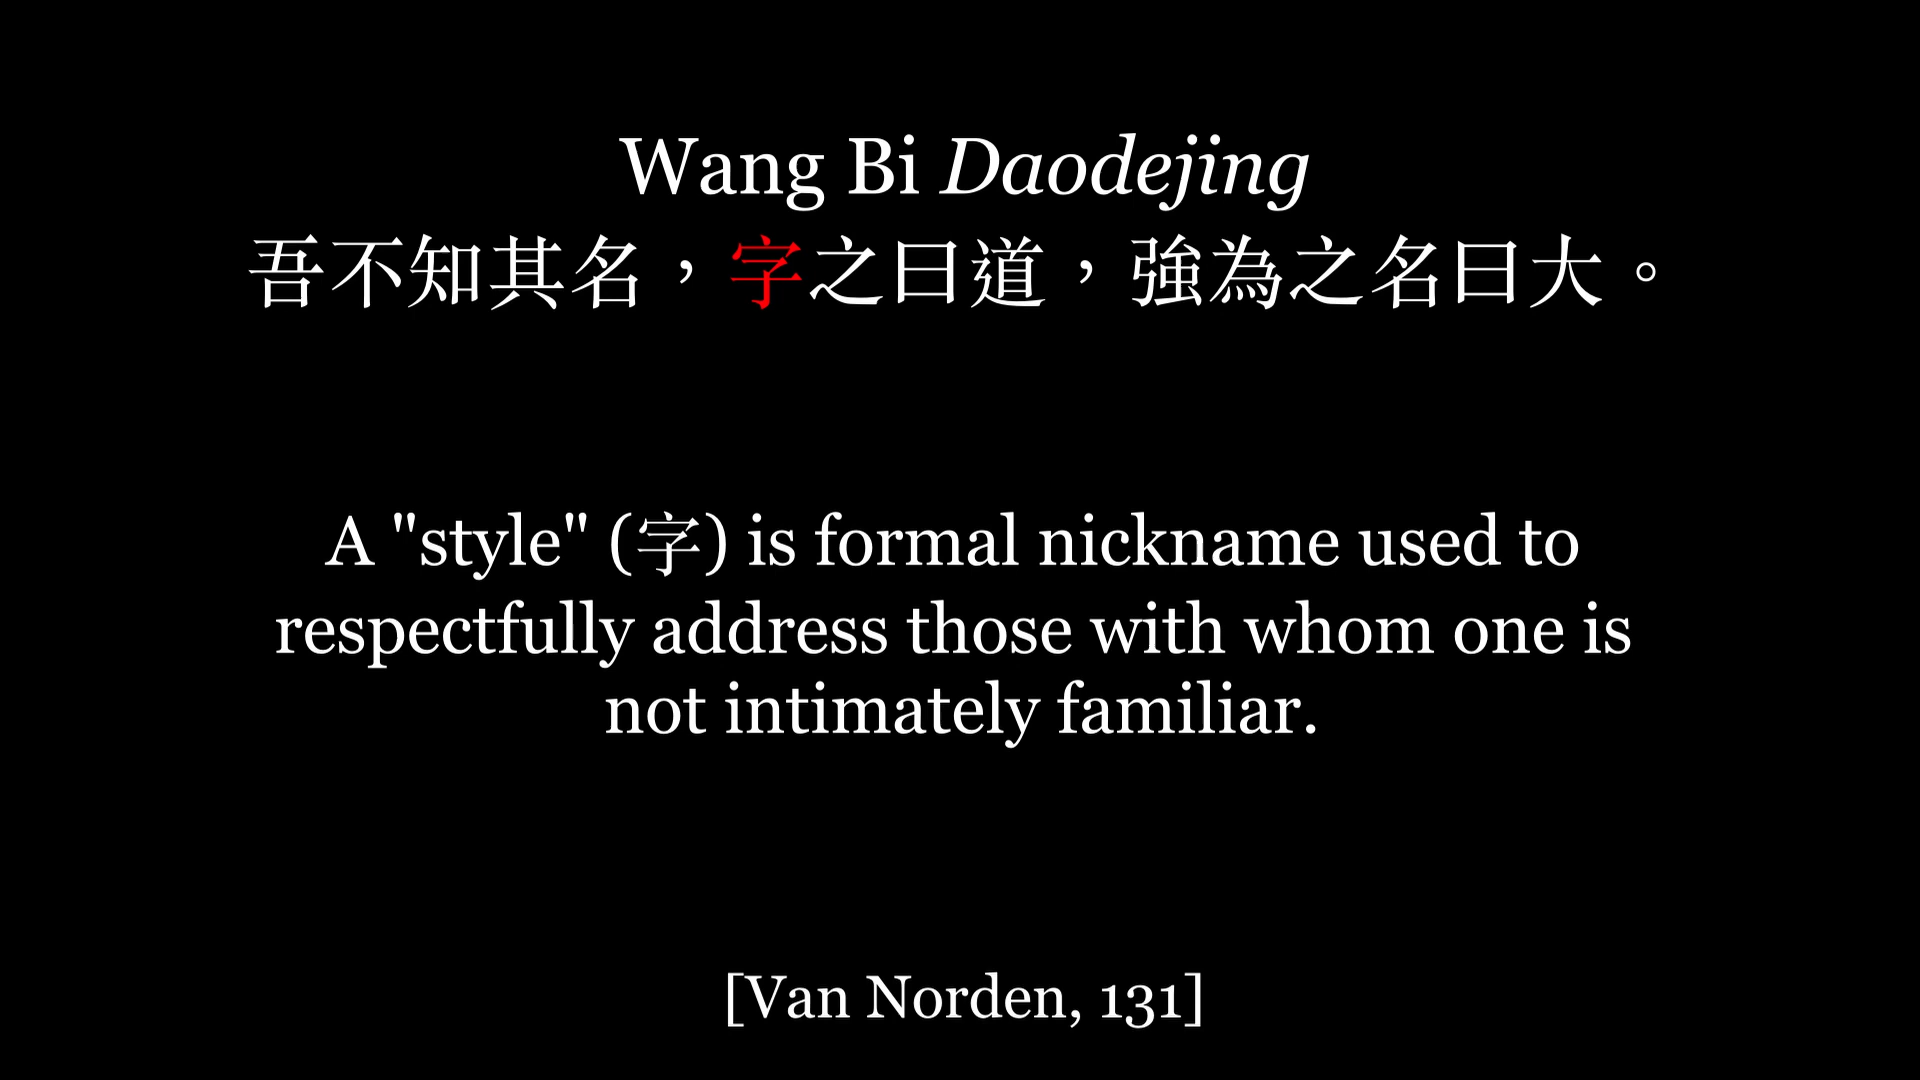 Wang Bi Daodejing
吾不知其名，字之曰道，強為之名曰大。
A "style" (字) is formal nickname used to
respectfully address those with whom one is
not intimately familiar.
[Van Norden, 131]